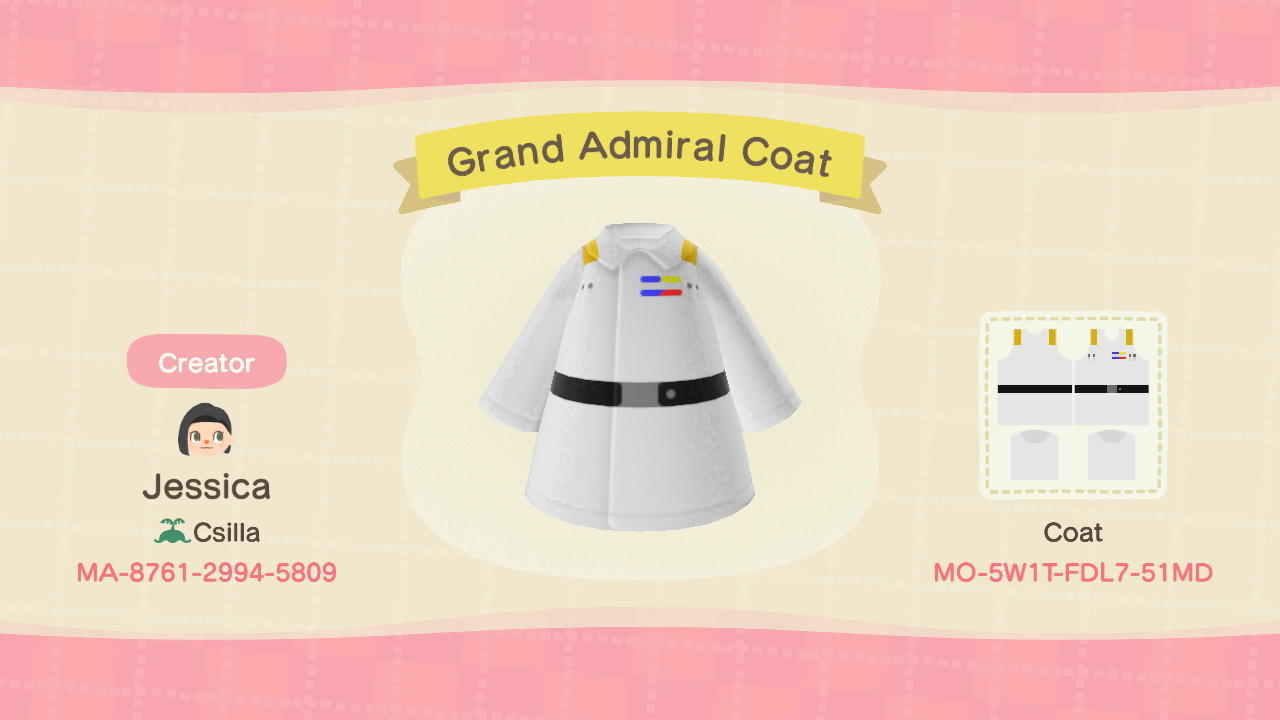 Grand Admiral Coat
Creator
Jessica
Csilla
MA-8761-2994-5809
Coat
MO-5W1T-FDL7-51MD